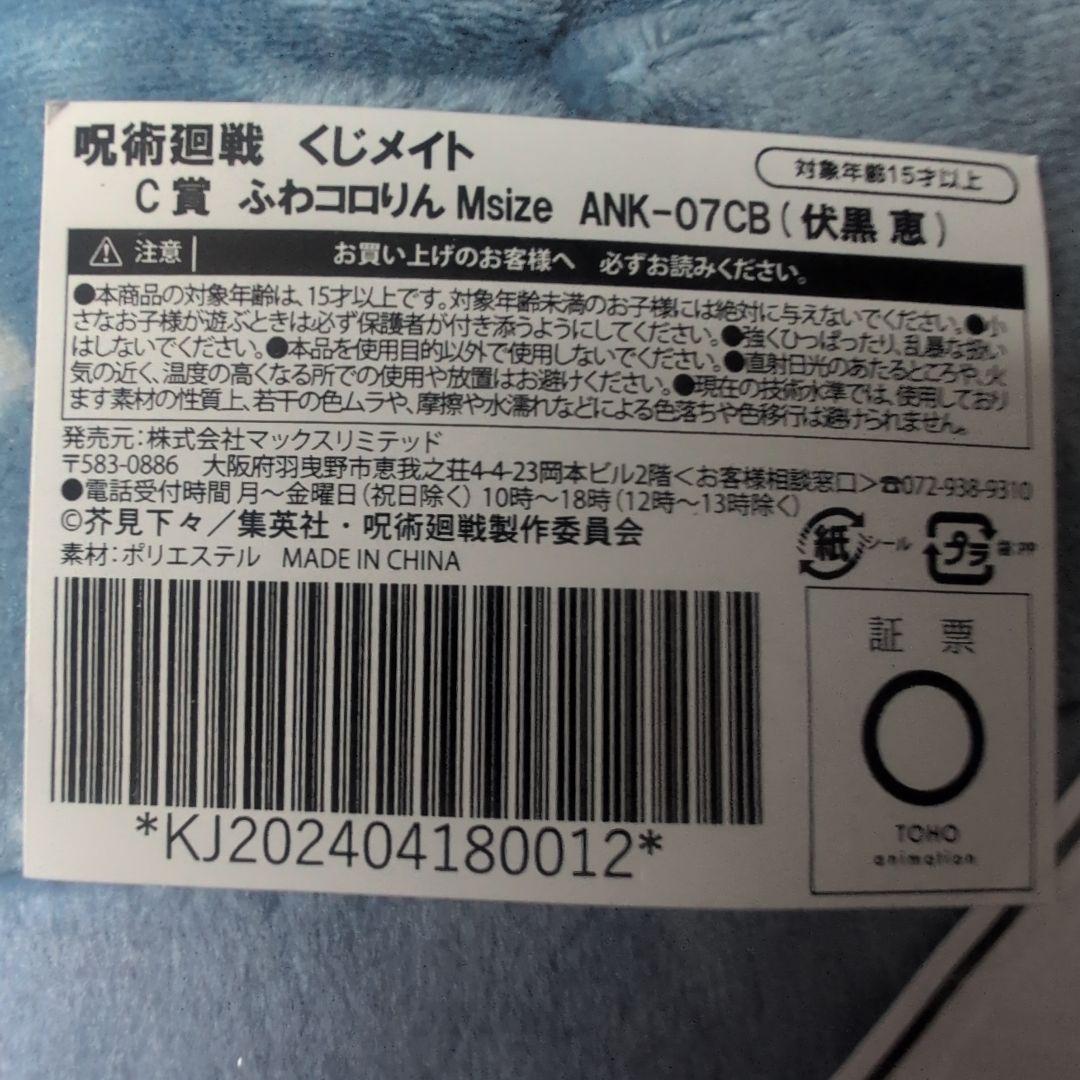 呪術廻戦 くじメイト
対象年齢15才以上
C賞 ふわコロりん Msize ANK-07CB(伏黒 恵)
注意 お買い上げのお客様へ 必ずお読みください。
●本商品の対象年齢は、15才以上です。対象年齢未満のお子様には絶対に与えないでください。●小
さなお子様が遊ぶときは必ず保護者が付き添うようにしてください。●強くひっぱったり、乱暴な扱い
はしないでください。●本品を使用目的以外で使用しないでください。●直射日光のあたるところや、火
気の近く、温度の高くなる所での使用や放置はお避けください。●現在の技術水準では、使用しており
ます素材の性質上、若干の色ムラや、摩擦や水濡れなどによる色落ちや色移行は避けられません。
発売元:株式会社マックスリミテッド
〒583-0886 大阪府羽曳野市恵我之荘4-4-23岡本ビル2階<お客様相談窓口>☎072-938-9310
●電話受付時間 月~金曜日(祝日除く) 10時~18時(12時~13時除く)
©芥見下々/集英社・呪術廻戦製作委員会
素材:ポリエステル MADE IN CHINA
紙 シール プラ 袋:PP
証 票
TOHO
animation
*KJ202404180012*